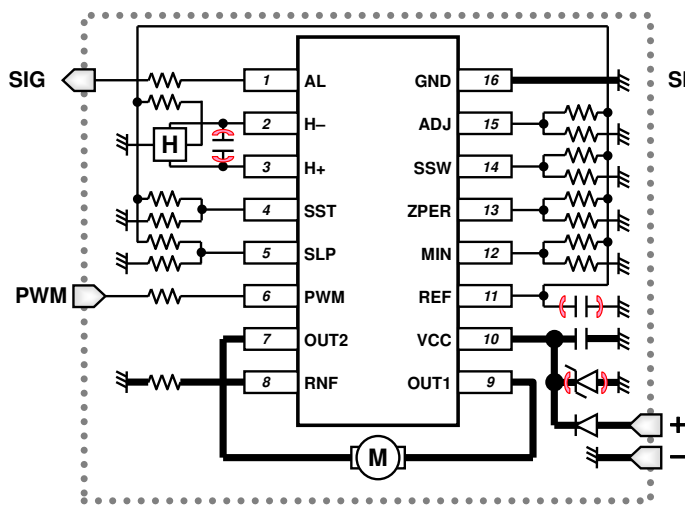 SIG
1 AL
2 H–
3 H+
4 SST
5 SLP
PWM
6 PWM
7 OUT2
8 RNF
H
GND 16
ADJ 15
SSW 14
ZPER 13
MIN 12
REF 11
VCC 10
OUT1 9
M
+
–